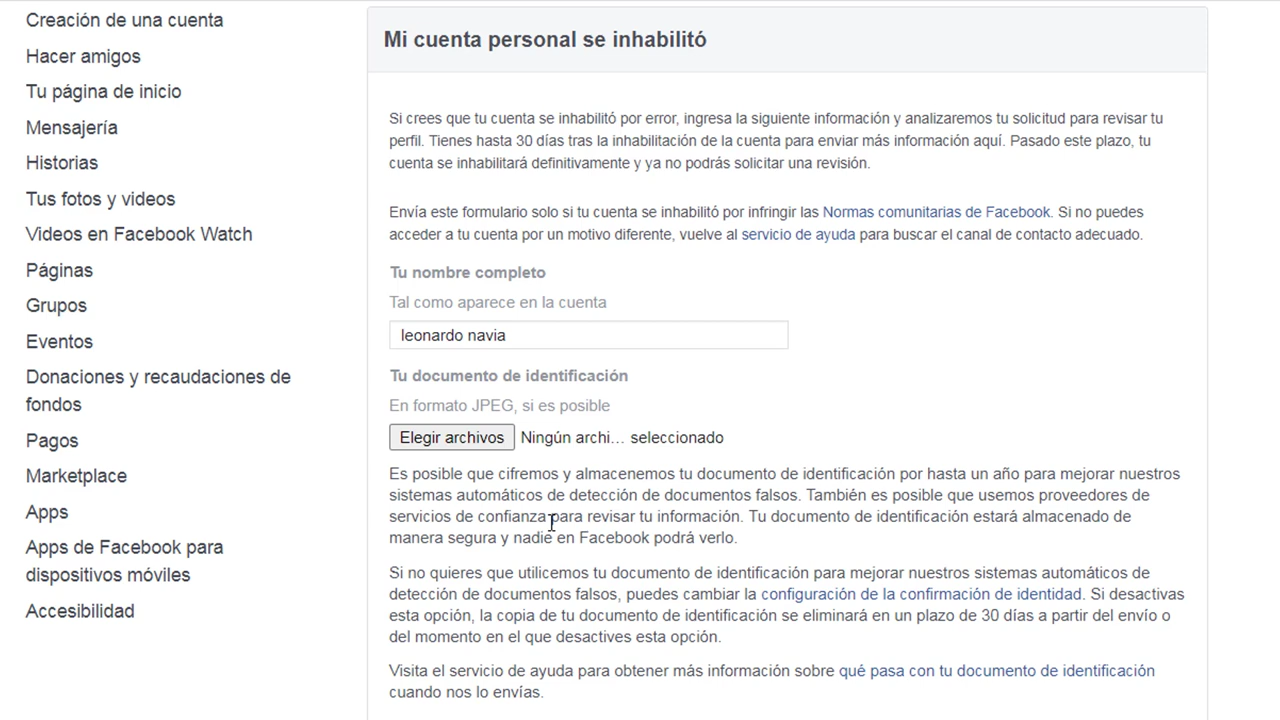 Creación de una cuenta
Hacer amigos
Tu página de inicio
Mensajería
Historias
Tus fotos y videos
Videos en Facebook Watch
Páginas
Grupos
Eventos
Donaciones y recaudaciones de
fondos
Pagos
Marketplace
Apps
Apps de Facebook para
dispositivos móviles
Accesibilidad
Mi cuenta personal se inhabilitó
Si crees que tu cuenta se inhabilitó por error, ingresa la siguiente información y analizaremos tu solicitud para revisar tu
perfil. Tienes hasta 30 días tras la inhabilitación de la cuenta para enviar más información aquí. Pasado este plazo, tu
cuenta se inhabilitará definitivamente y ya no podrás solicitar una revisión.
Envía este formulario solo si tu cuenta se inhabilitó por infringir las Normas comunitarias de Facebook. Si no puedes
acceder a tu cuenta por un motivo diferente, vuelve al servicio de ayuda para buscar el canal de contacto adecuado.
Tu nombre completo
Tal como aparece en la cuenta
leonardo navia
Tu documento de identificación
En formato JPEG, si es posible
Elegir archivos Ningún archi... seleccionado
Es posible que cifremos y almacenemos tu documento de identificación por hasta un año para mejorar nuestros
sistemas automáticos de detección de documentos falsos. También es posible que usemos proveedores de
servicios de confianza para revisar tu información. Tu documento de identificación estará almacenado de
manera segura y nadie en Facebook podrá verlo.
Si no quieres que utilicemos tu documento de identificación para mejorar nuestros sistemas automáticos de
detección de documentos falsos, puedes cambiar la configuración de la confirmación de identidad. Si desactivas
esta opción, la copia de tu documento de identificación se eliminará en un plazo de 30 días a partir del envío o
del momento en el que desactives esta opción.
Visita el servicio de ayuda para obtener más información sobre qué pasa con tu documento de identificación
cuando nos lo envías.